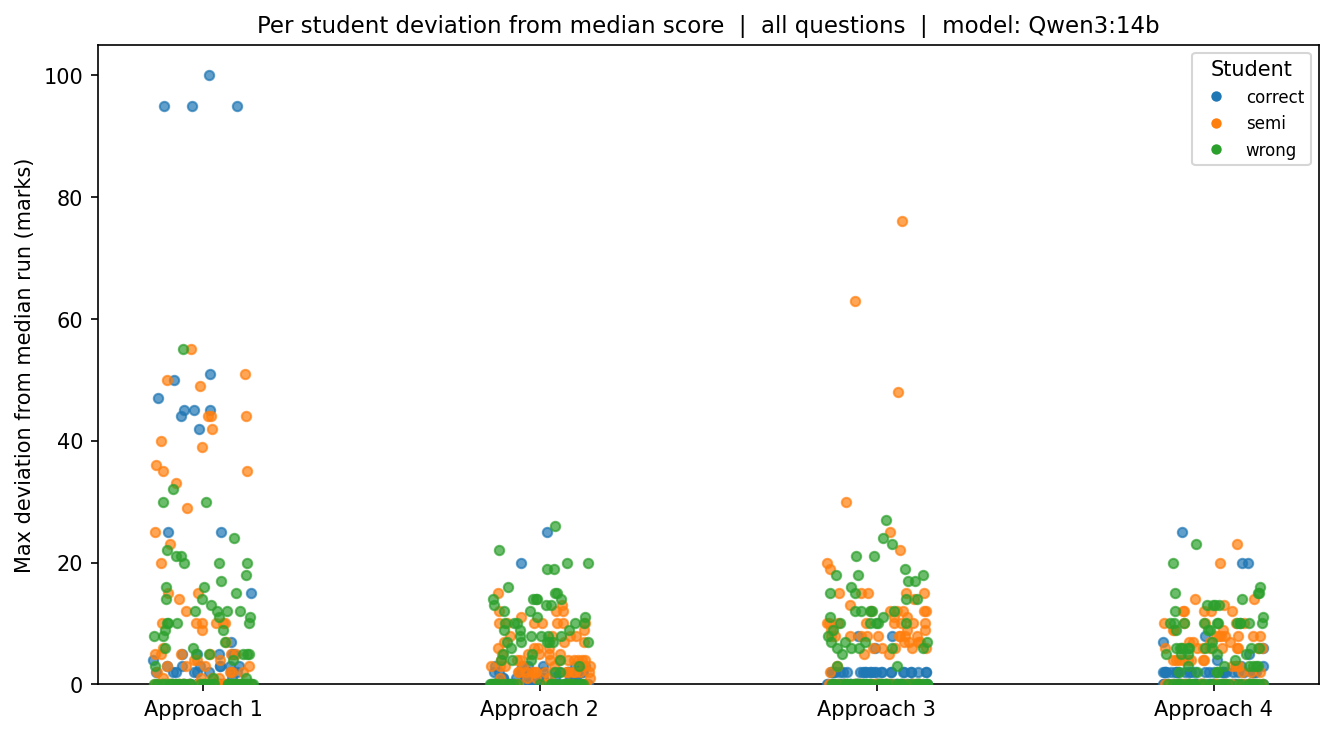 Per student deviation from median score | all questions | model: Qwen3:14b
Max deviation from median run (marks)
100
80
60
40
20
0
Student
correct
semi
wrong
Approach 1
Approach 2
Approach 3
Approach 4